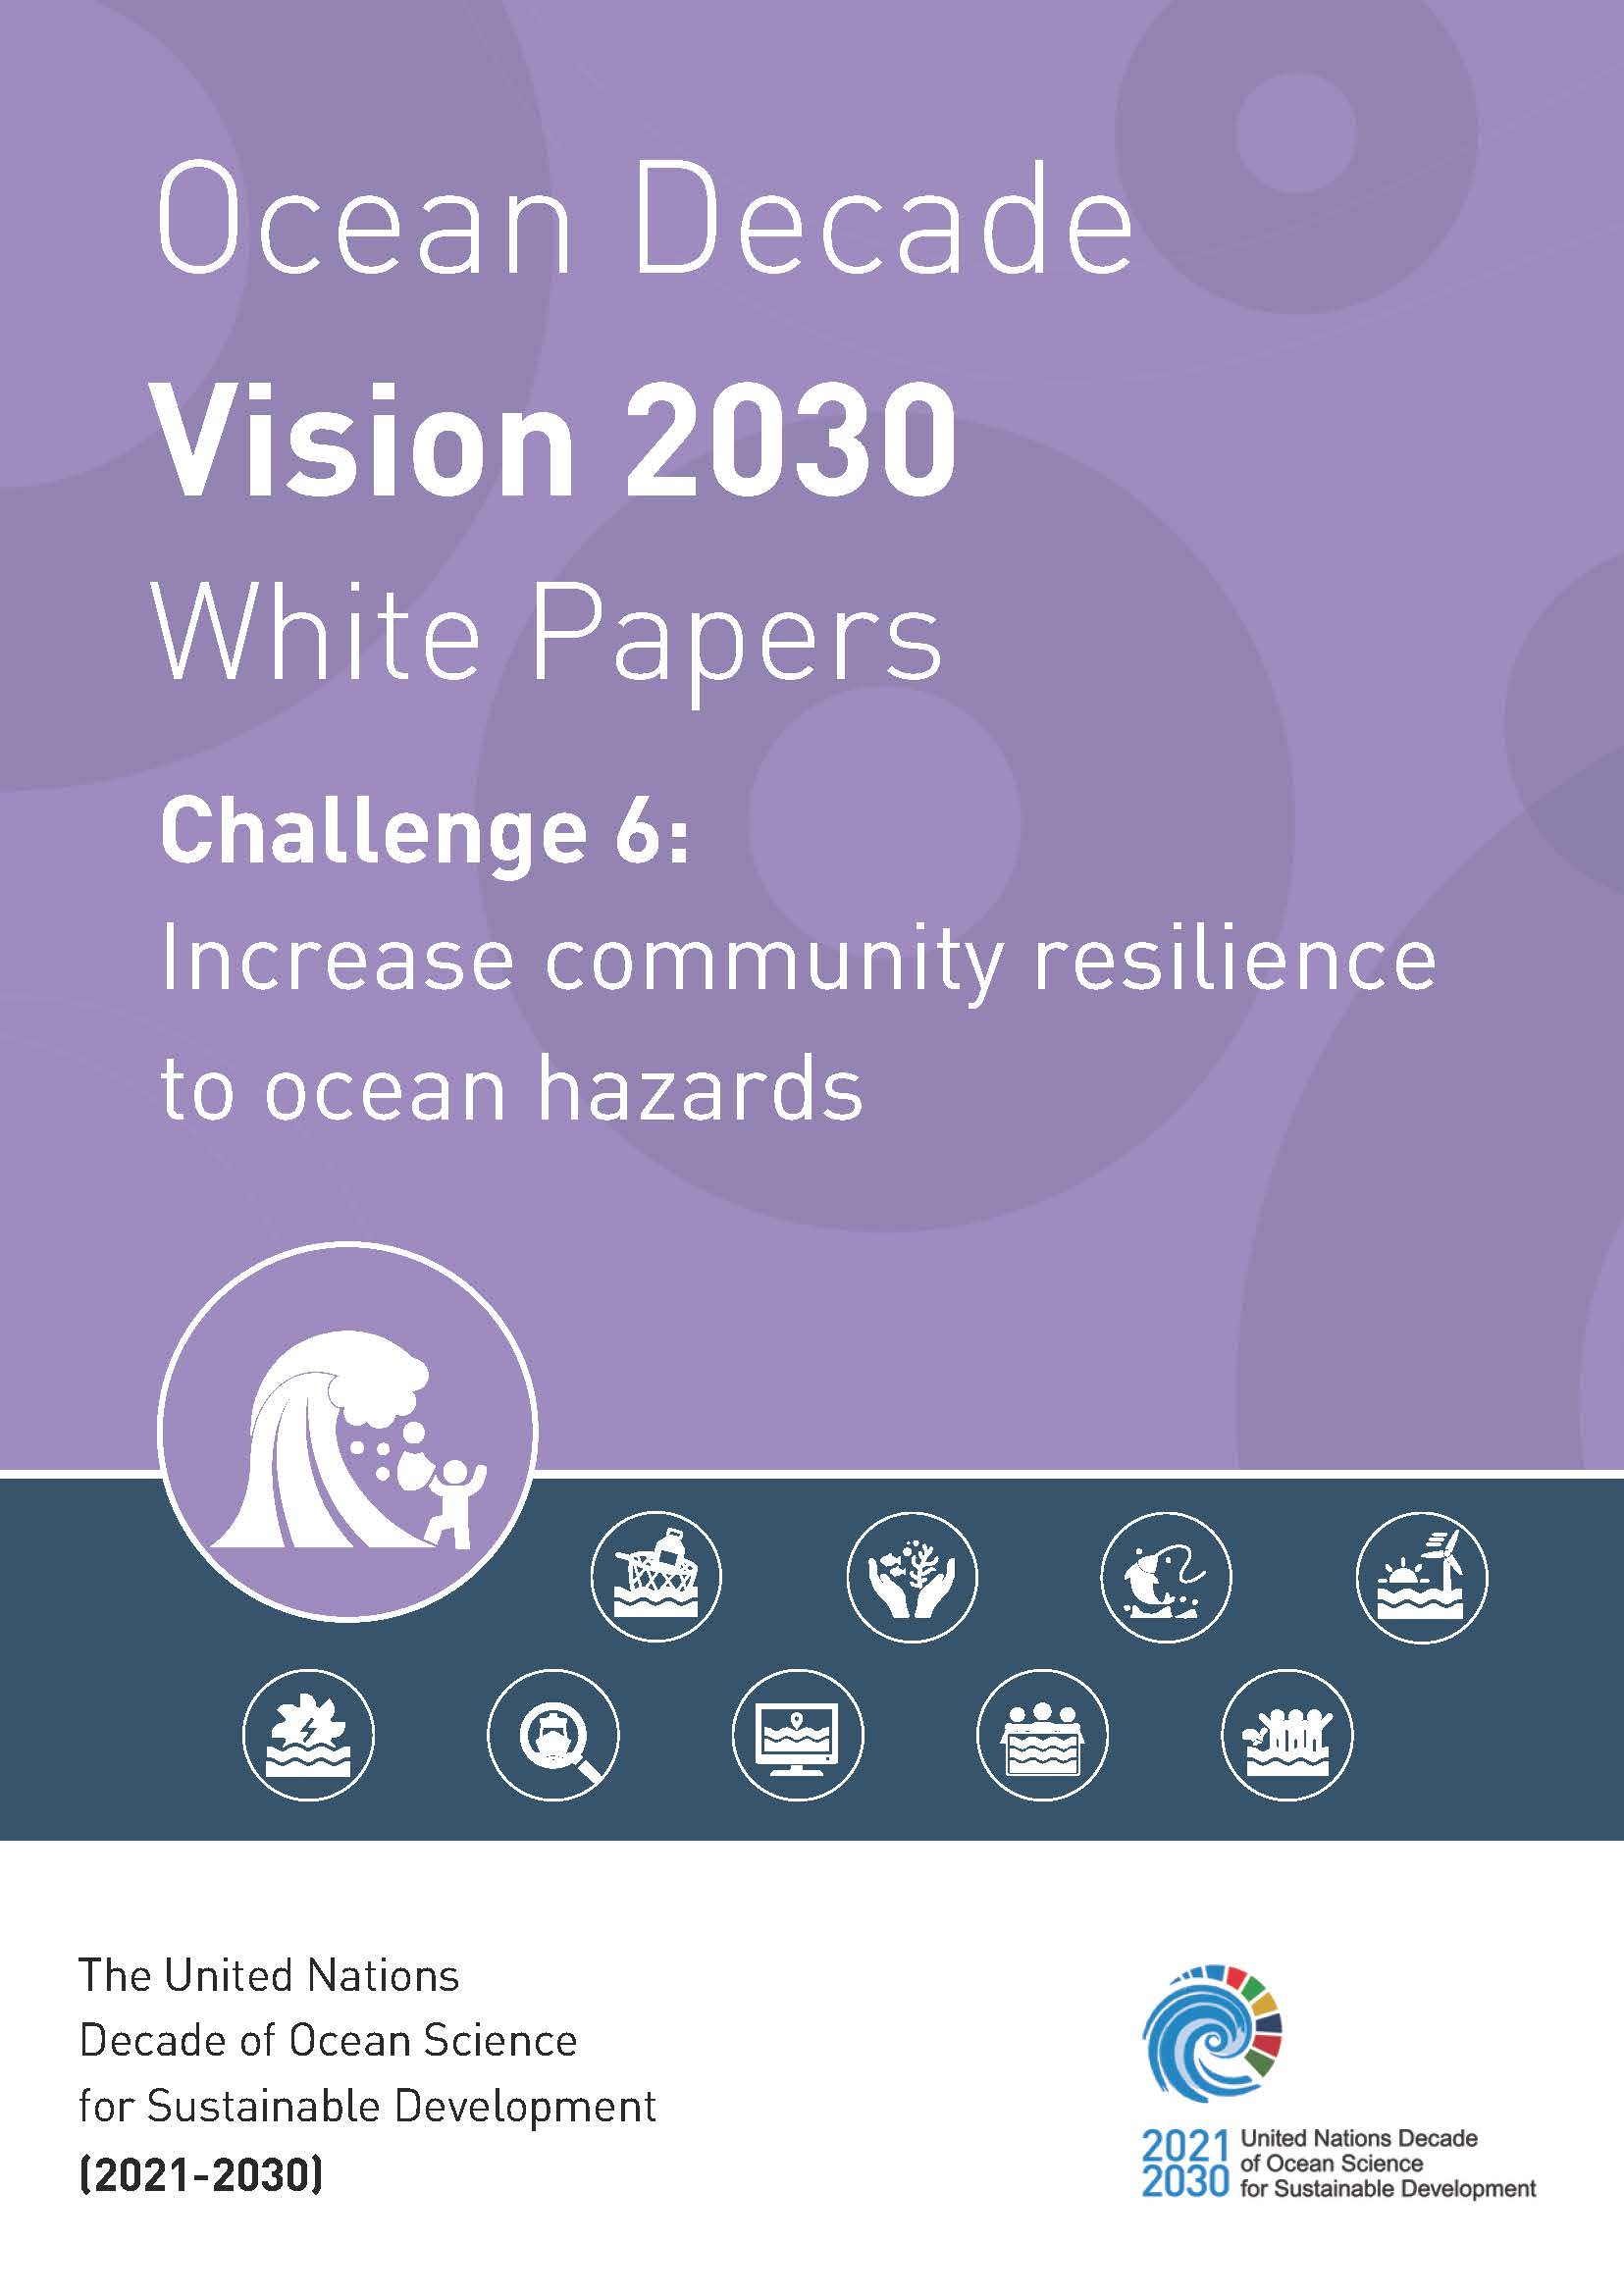 Ocean Decade
Vision 2030
White Papers
Challenge 6:
Increase community resilience
to ocean hazards
The United Nations
Decade of Ocean Science
for Sustainable Development
(2021-2030)
2021
2030
United Nations Decade
of Ocean Science
for Sustainable Development